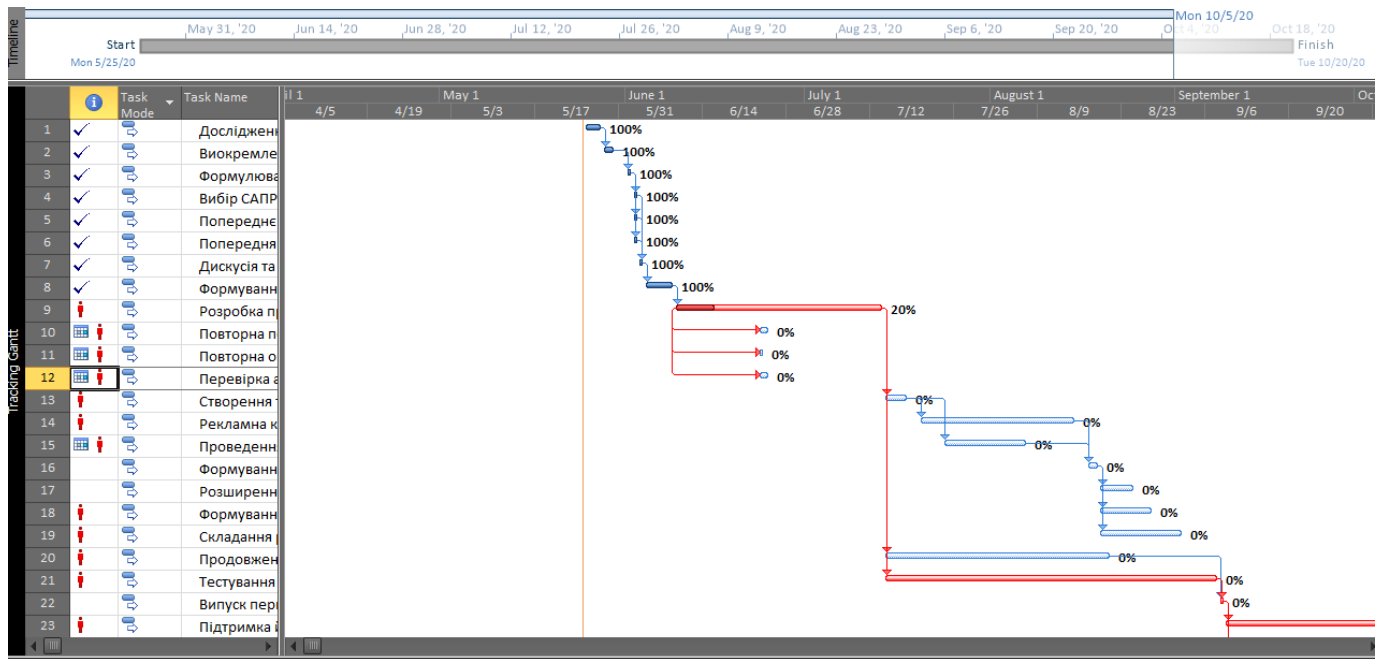 Timeline
Mon 10/5/20
May 31, '20 Jun 14, '20 Jun 28, '20 Jul 12, '20 Jul 26, '20 Aug 9, '20 Aug 23, '20 Sep 6, '20 Sep 20, '20 Oct 4, '20 Oct 18, '20
Start
Finish
Mon 5/25/20
Tue 10/20/20
Tracking Gantt
Task Mode
Task Name
il 1 May 1 June 1 July 1 August 1 September 1 Oc
4/5 4/19 5/3 5/17 5/31 6/14 6/28 7/12 7/26 8/9 8/23 9/6 9/20
1 Дослідженн 100%
2 Виокремле 100%
3 Формулюва 100%
4 Вибір САПР 100%
5 Попереднє 100%
6 Попередня 100%
7 Дискусія та 100%
8 Формуванн 100%
9 Розробка п 20%
10 Повторна п 0%
11 Повторна о 0%
12 Перевірка а 0%
13 Створення т 0%
14 Рекламна к 0%
15 Проведенн 0%
16 Формуванн 0%
17 Розширенн 0%
18 Формуванн 0%
19 Складання 0%
20 Продовжен 0%
21 Тестування 0%
22 Випуск пер 0%
23 Підтримка і